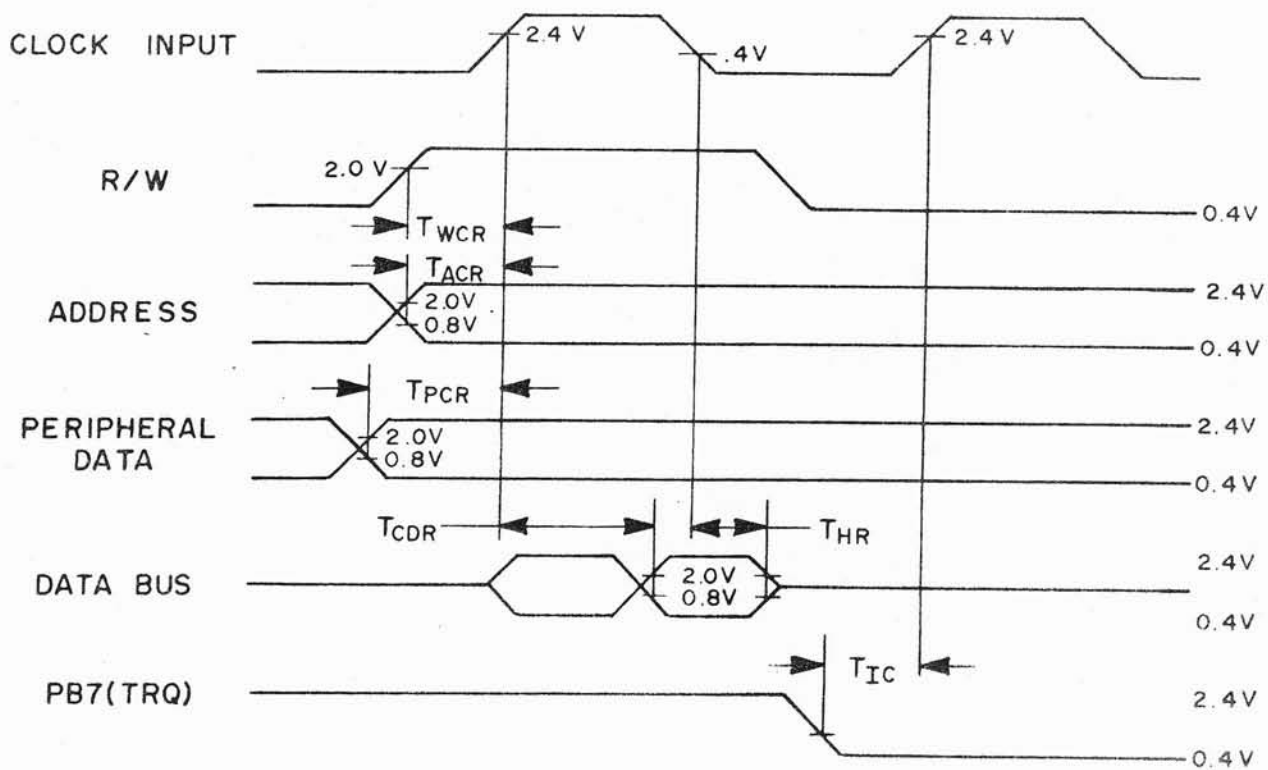 CLOCK INPUT
2.4 V
.4V
2.4 V
R/W
2.0 V
0.4V
TWCR
TACR
ADDRESS
2.0V
0.8V
2.4V
0.4V
TPCR
PERIPHERAL
DATA
2.0V
0.8V
2.4V
0.4V
TCDR
THR
DATA BUS
2.0V
0.8V
2.4V
0.4V
TIC
PB7(TRQ)
2.4V
0.4V